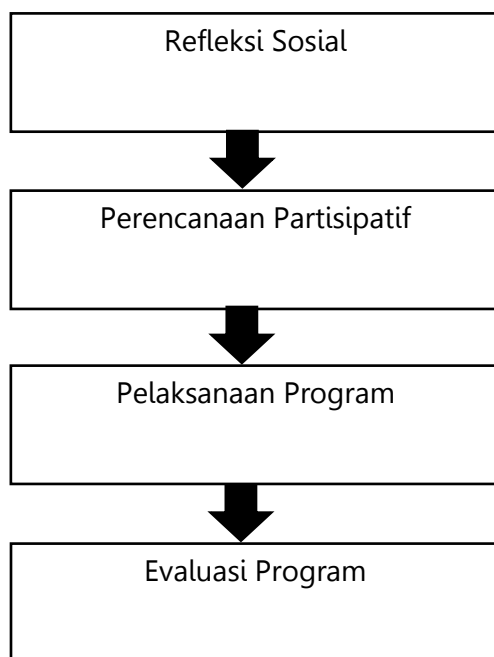 Refleksi Sosial
Perencanaan Partisipatif
Pelaksanaan Program
Evaluasi Program